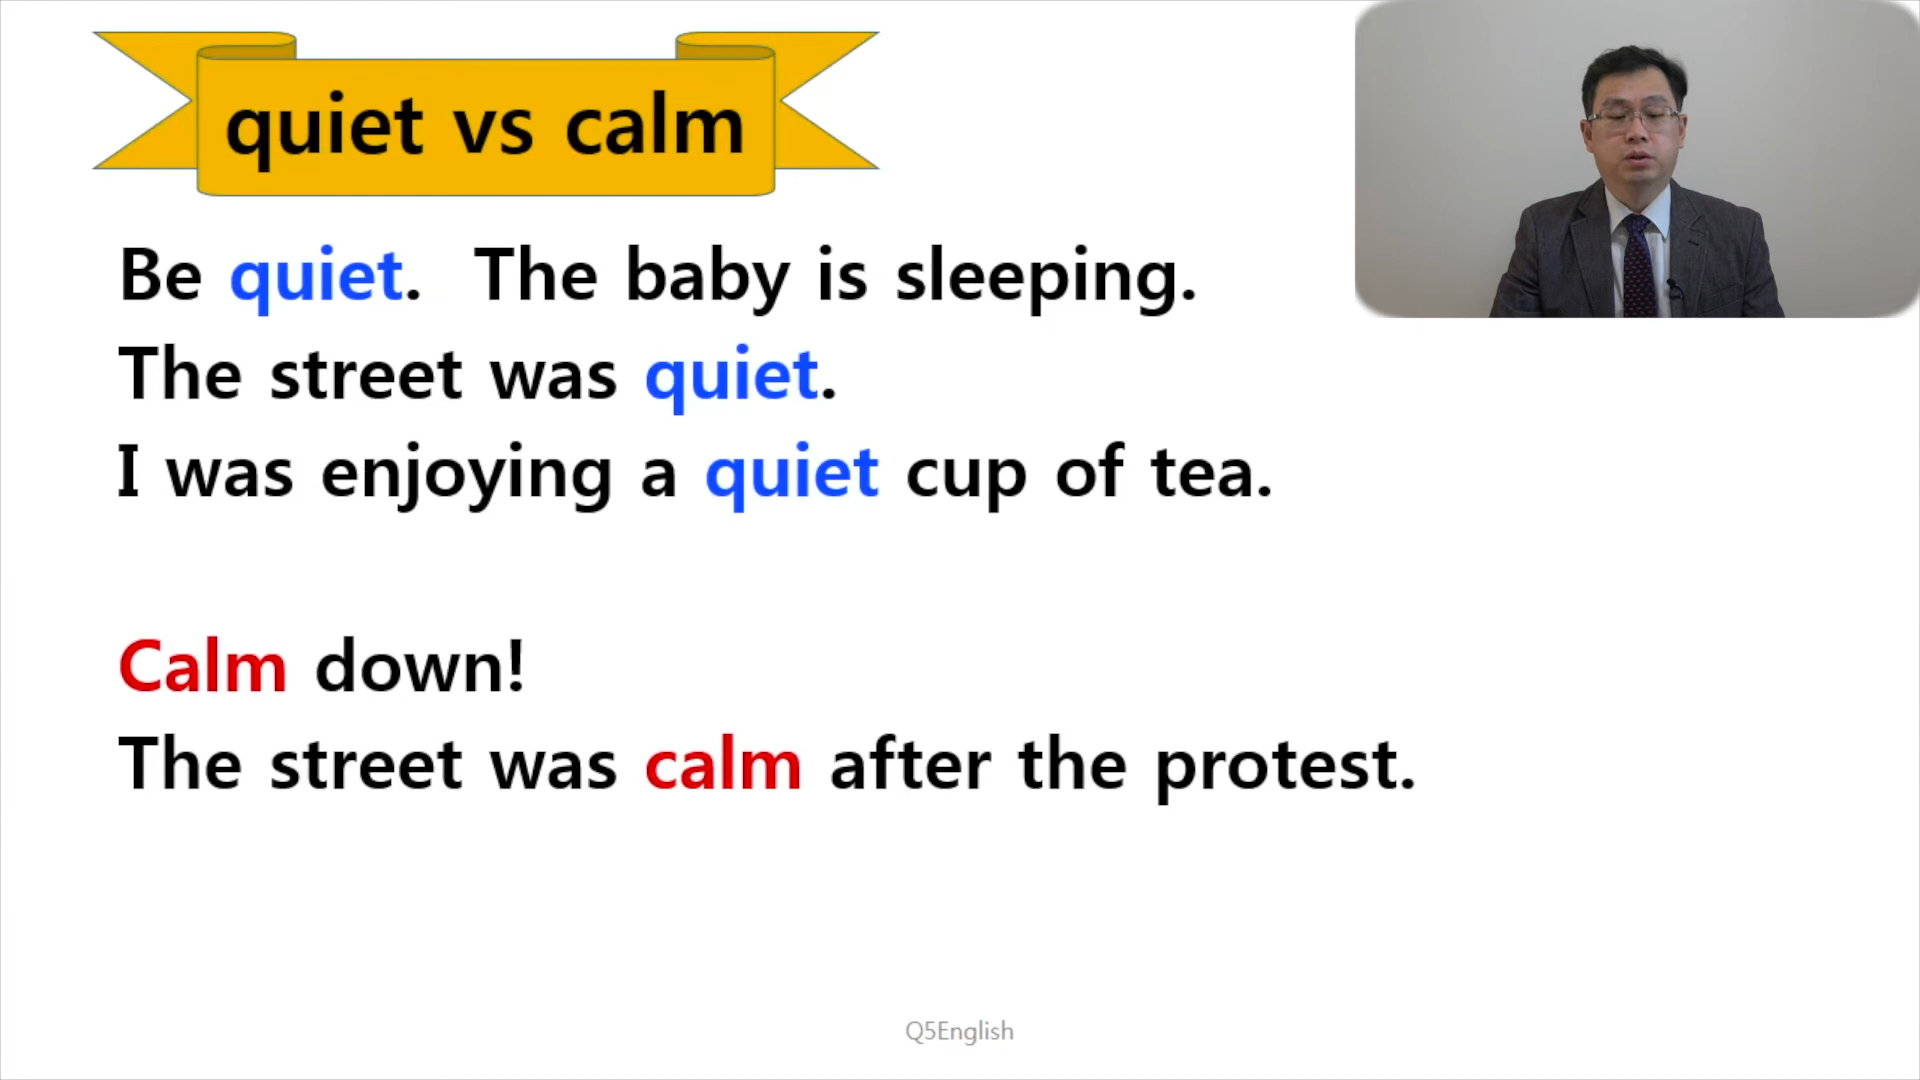 quiet vs calm
Be quiet.  The baby is sleeping.
The street was quiet.
I was enjoying a quiet cup of tea.
Calm down!
The street was calm after the protest.
Q5English